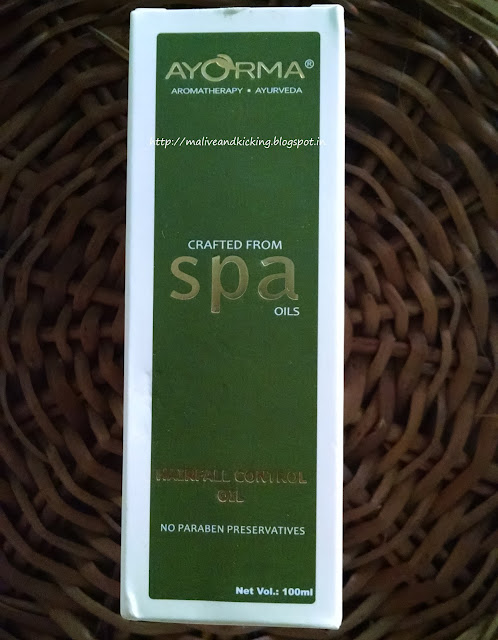 AYORMA®
AROMATHERAPY • AYURVEDA
http://maliveandkicking.blogspot.in
CRAFTED FROM
spa
OILS
HAIRFALL CONTROL
OIL
NO PARABEN PRESERVATIVES
Net Vol.: 100ml